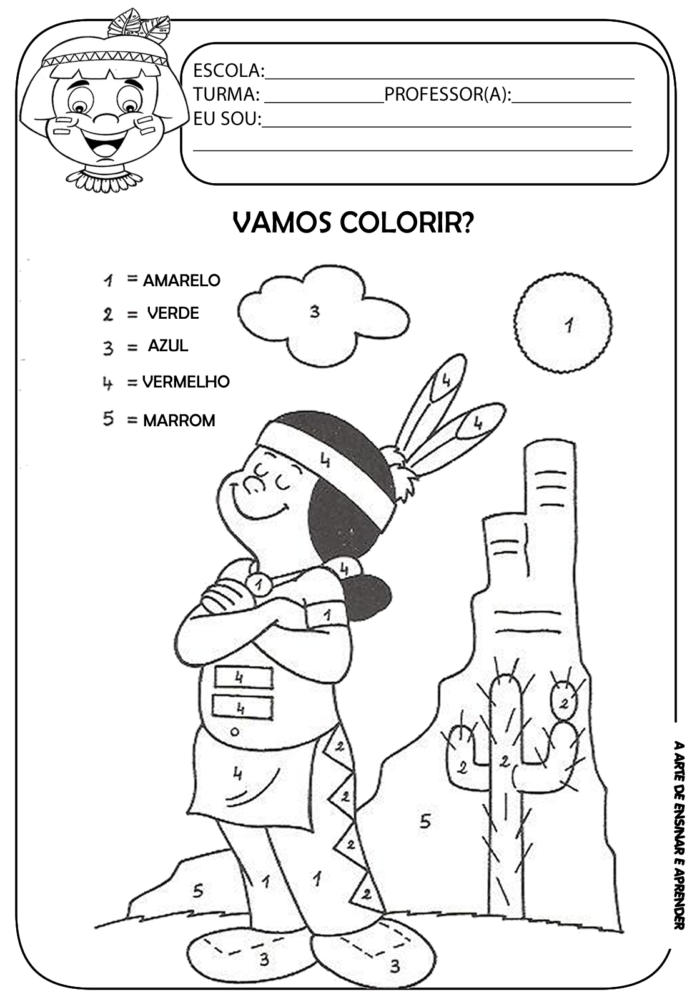 ESCOLA:
TURMA: PROFESSOR(A):
EU SOU:
VAMOS COLORIR?
1 = AMARELO
2 = VERDE
3 = AZUL
4 = VERMELHO
5 = MARROM
3
1
4
4
4
4
1
1
4
4
2
2
2
2
4
2
5
2
2
1
1
5
2
3
3
A ARTE DE ENSINAR E APRENDER